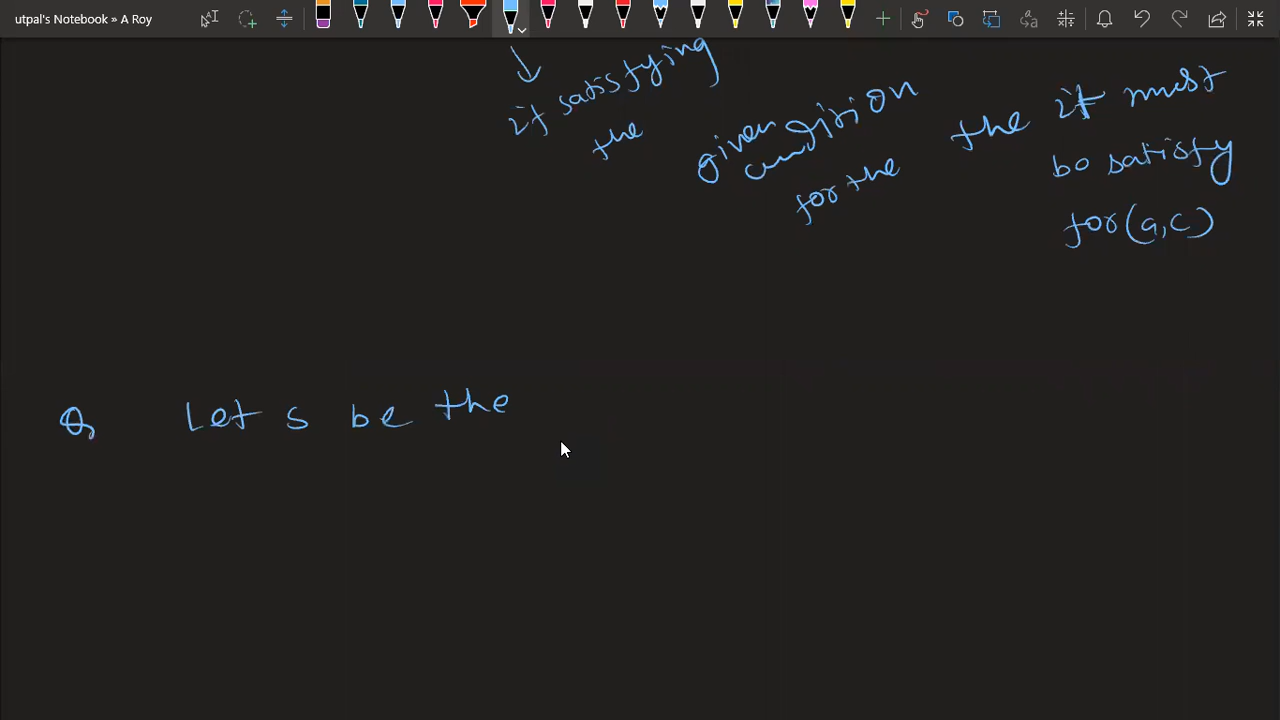 utpal's Notebook » A Roy
it satisfying
the
given
condition
for the
the it must
be satisfy
for (a,c)
Q Let s be the